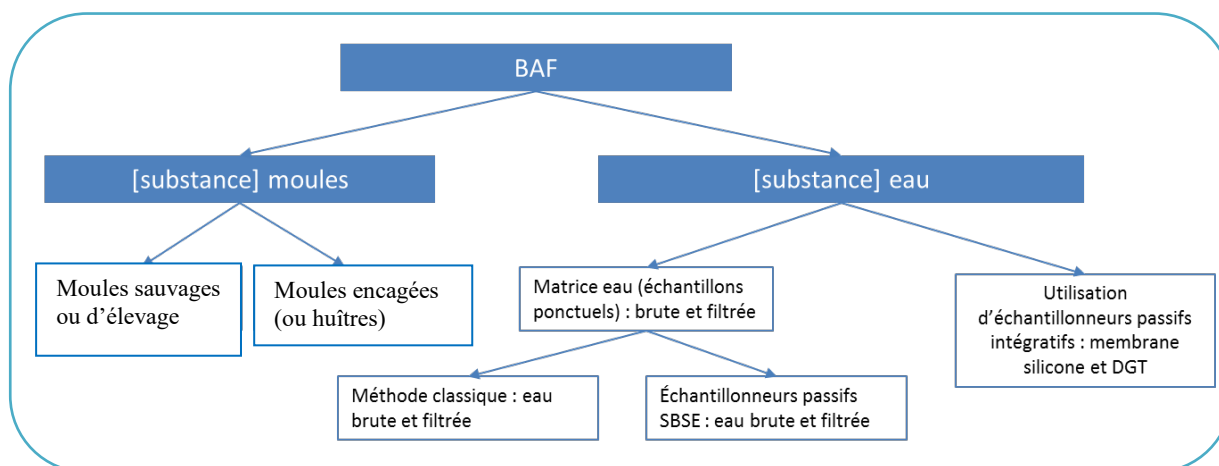 BAF
[substance] moules
[substance] eau
Moules sauvages
ou d’élevage
Moules encagées
(ou huîtres)
Matrice eau (échantillons
ponctuels) : brute et filtrée
Utilisation
d’échantillonneurs passifs
intégratifs : membrane
silicone et DGT
Méthode classique : eau
brute et filtrée
Échantillonneurs passifs
SBSE : eau brute et filtrée